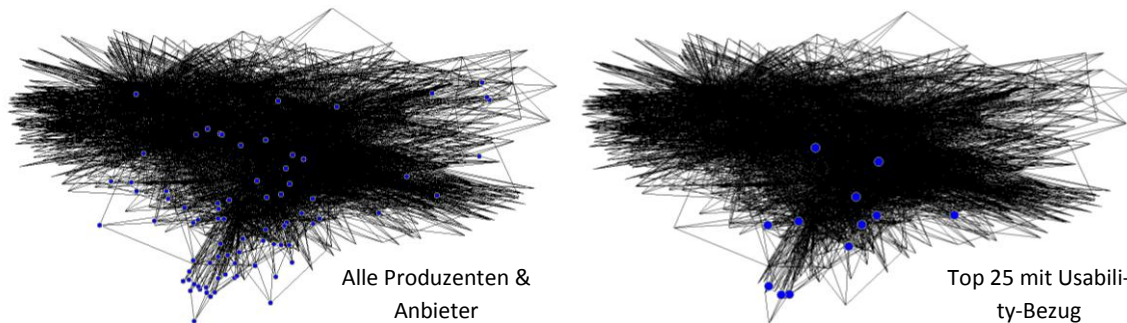 Alle Produzenten &
Anbieter
Top 25 mit Usabili-
ty-Bezug